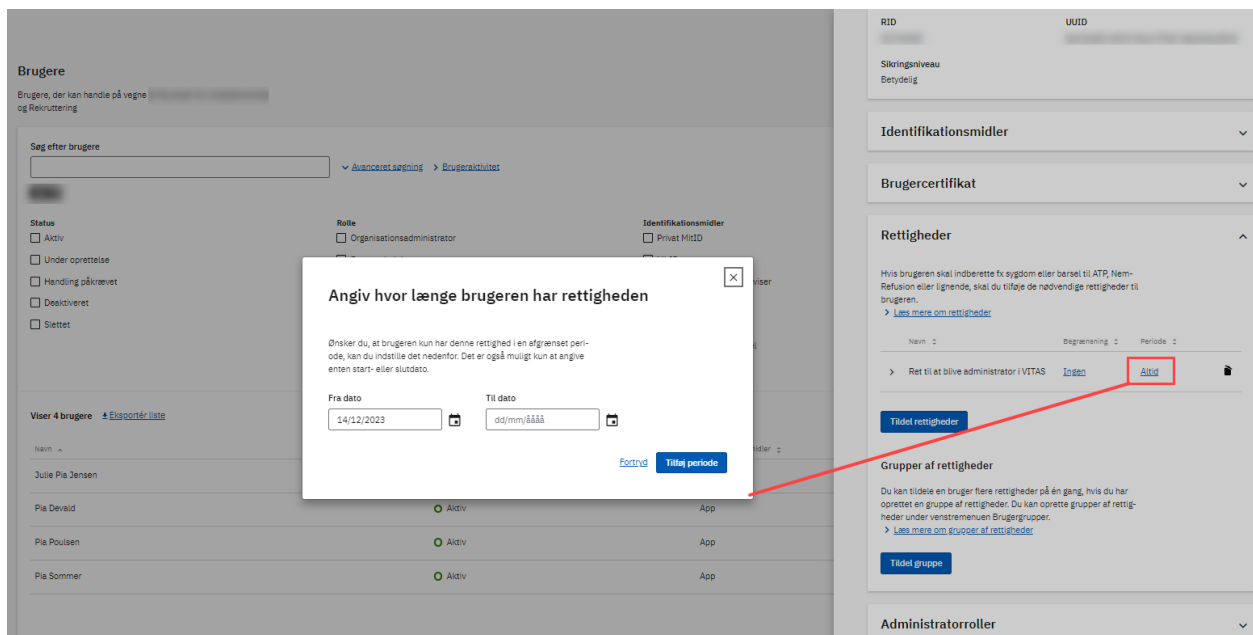 Brugere
Brugere, der kan handle på vegne
og Rekruttering
Søg efter brugere
Avanceret søgning
Brugeraktivitet
Status
Rolle
Identifikationsmidler
Aktiv
Organisationsadministrator
Privat MitID
Under oprettelse
Handling påkrævet
Deaktiveret
Slettet
Viser 4 brugere
Eksportér liste
Navn
Julie Pia Jensen
Pia Devald
Aktiv
App
Pia Poulsen
Aktiv
App
Pia Sommer
Aktiv
App
Angiv hvor længe brugeren har rettigheden
Ønsker du, at brugeren kun har denne rettighed i en afgrænset peri-
ode, kan du indstille det nedenfor. Det er også muligt kun at angive
enten start- eller slutdato.
Fra dato
Til dato
14/12/2023
dd/mm/åååå
Fortryd
Tilføj periode
RID
UUID
Sikringsniveau
Betydelig
Identifikationsmidler
Brugercertifikat
Rettigheder
Hvis brugeren skal indberette fx sygdom eller barsel til ATP, Nem-
Refusion eller lignende, skal du tilføje de nødvendige rettigheder til
brugeren.
Læs mere om rettigheder
Navn
Begrænsning
Periode
Ret til at blive administrator i VITAS
Ingen
Altid
Tildel rettigheder
Grupper af rettigheder
Du kan tildele en bruger flere rettigheder på én gang, hvis du har
oprettet en gruppe af rettigheder. Du kan oprette grupper af rettig-
heder under venstremenuen Brugergrupper.
Læs mere om grupper af rettigheder
Tildel gruppe
Administratorroller